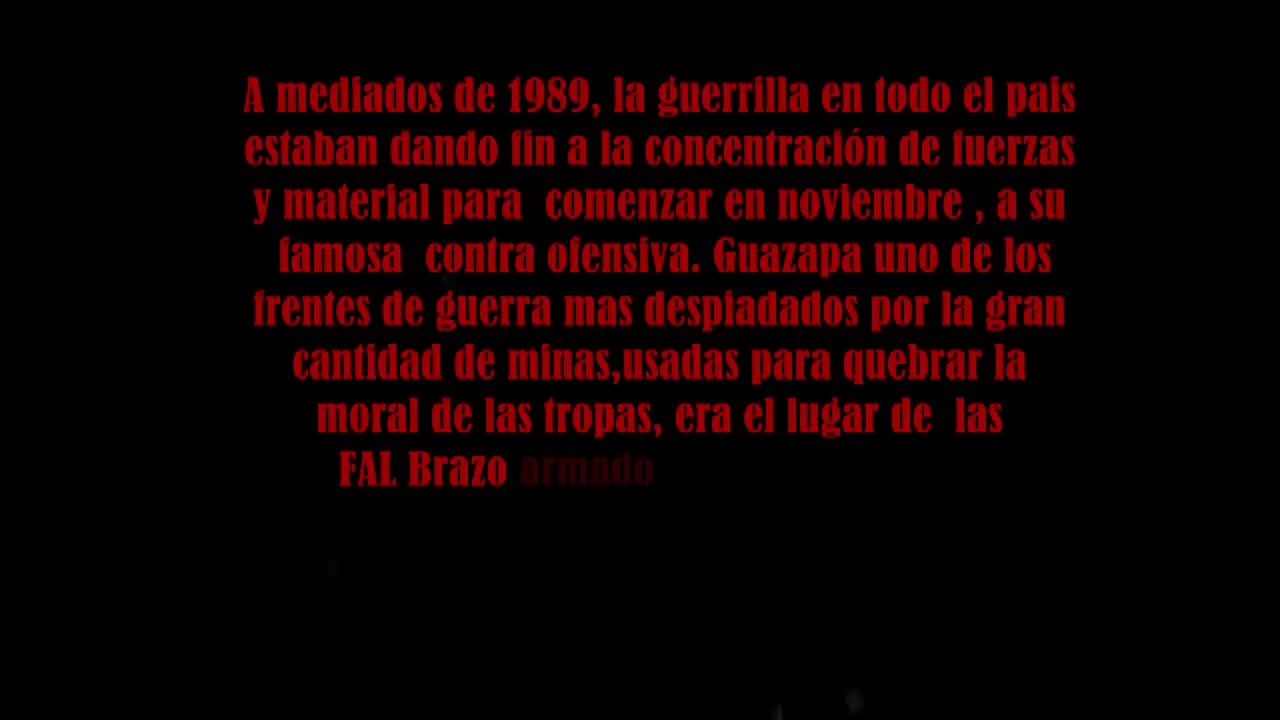 A mediados de 1989, la guerrilla en todo el pais
estaban dando fin a la concentración de fuerzas
y material para comenzar en noviembre , a su
famosa contra ofensiva. Guazapa uno de los
frentes de guerra mas despiadados por la gran
cantidad de minas,usadas para quebrar la
moral de las tropas, era el lugar de las
FAL Brazo armado